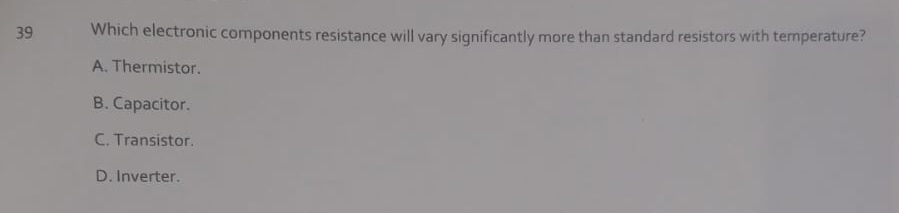 39 Which electronic components resistance will vary significantly more than standard resistors with temperature?
A. Thermistor.
B. Capacitor.
C. Transistor.
D. Inverter.